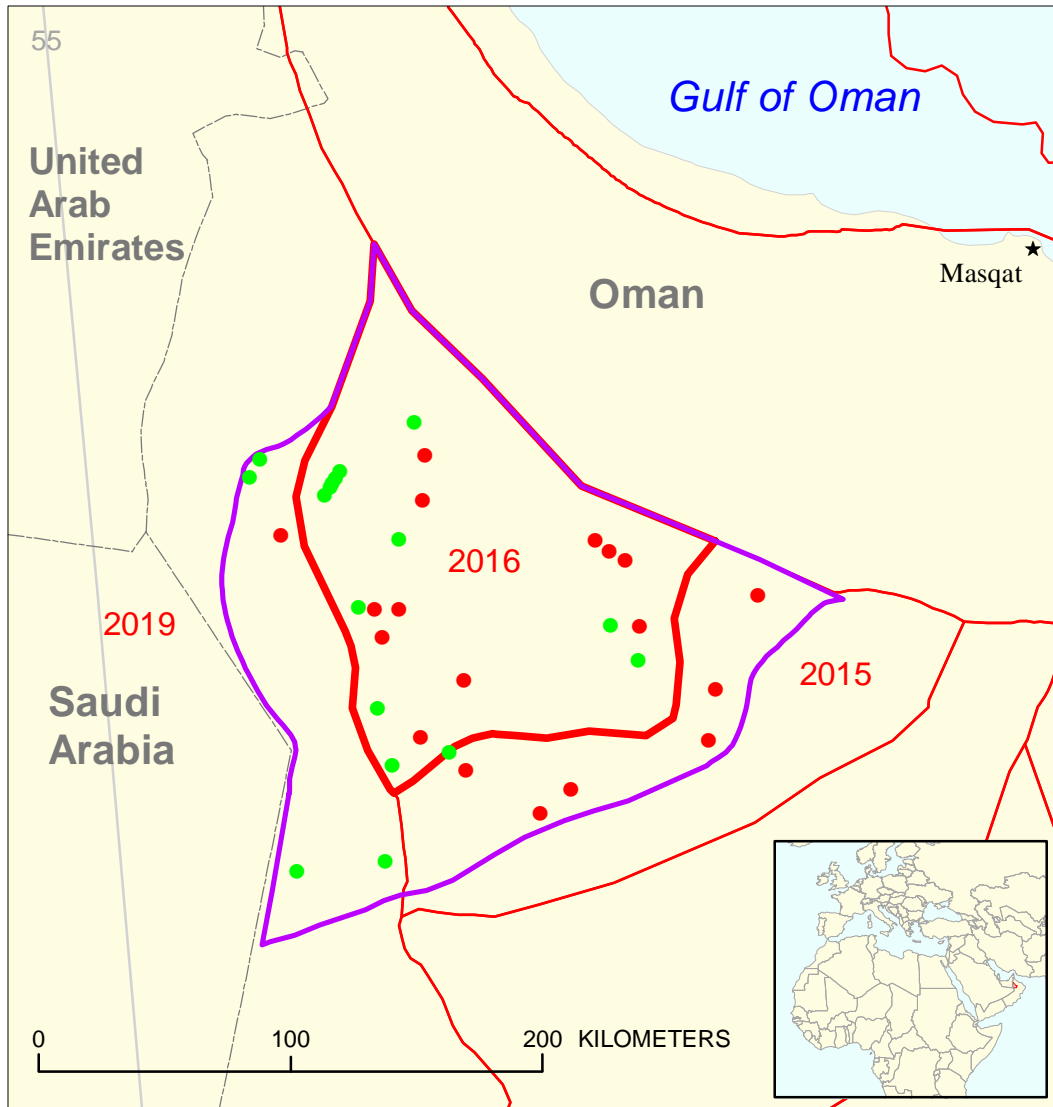 55
Gulf of Oman
United
Arab
Emirates
Masqat
Oman
2016
2019
2015
Saudi
Arabia
0 100 200 KILOMETERS